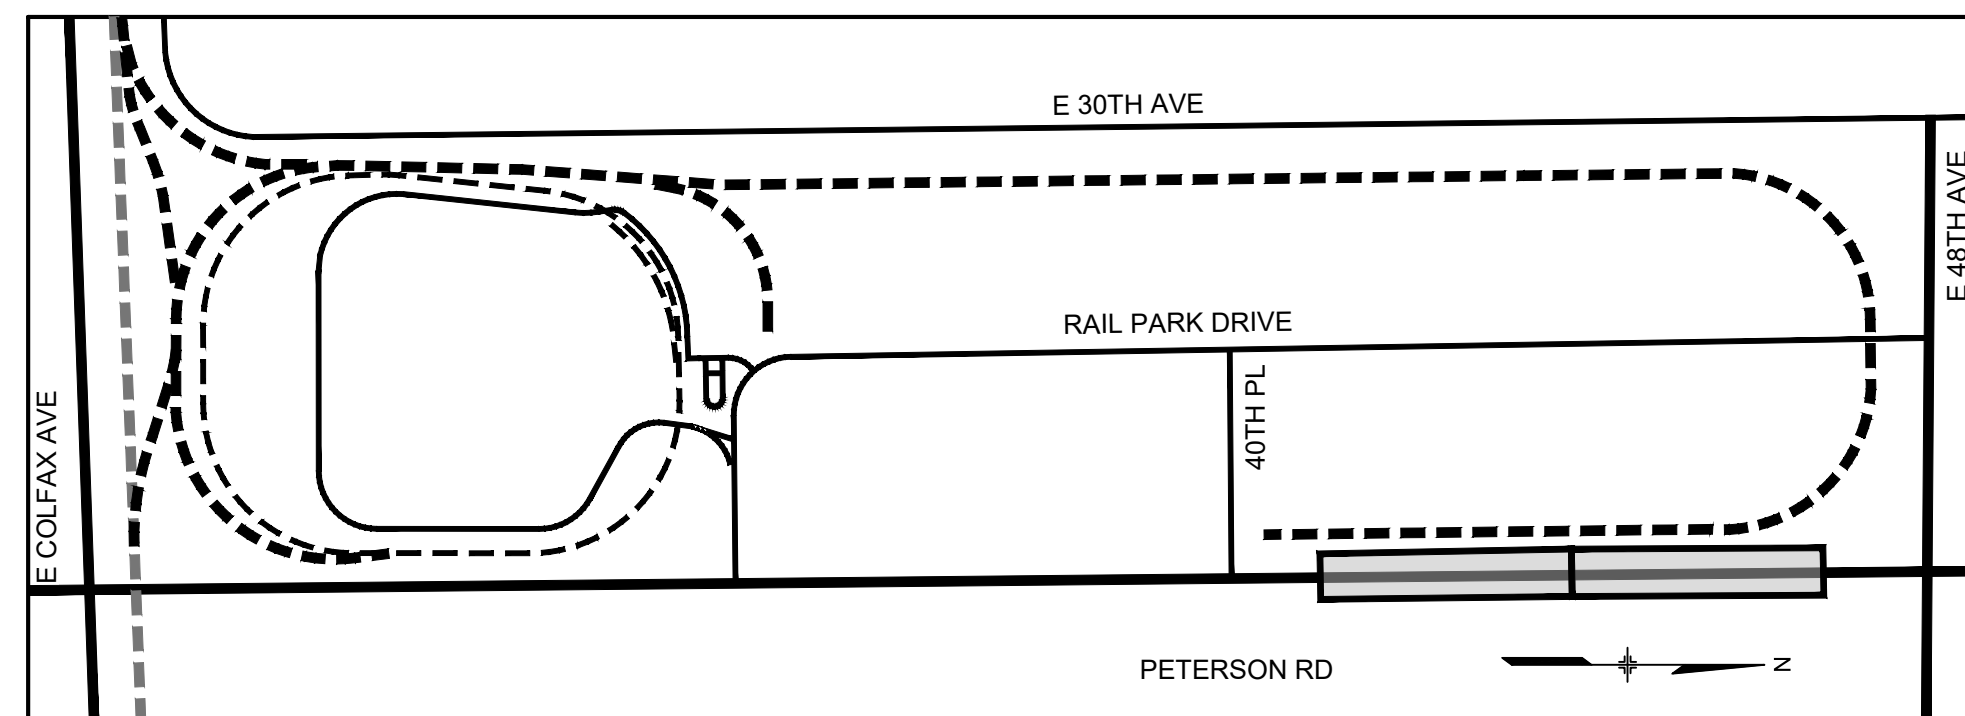 E 30TH AVE
E 48TH AVE
RAIL PARK DRIVE
40TH PL
E COLFAX AVE
PETERSON RD
N